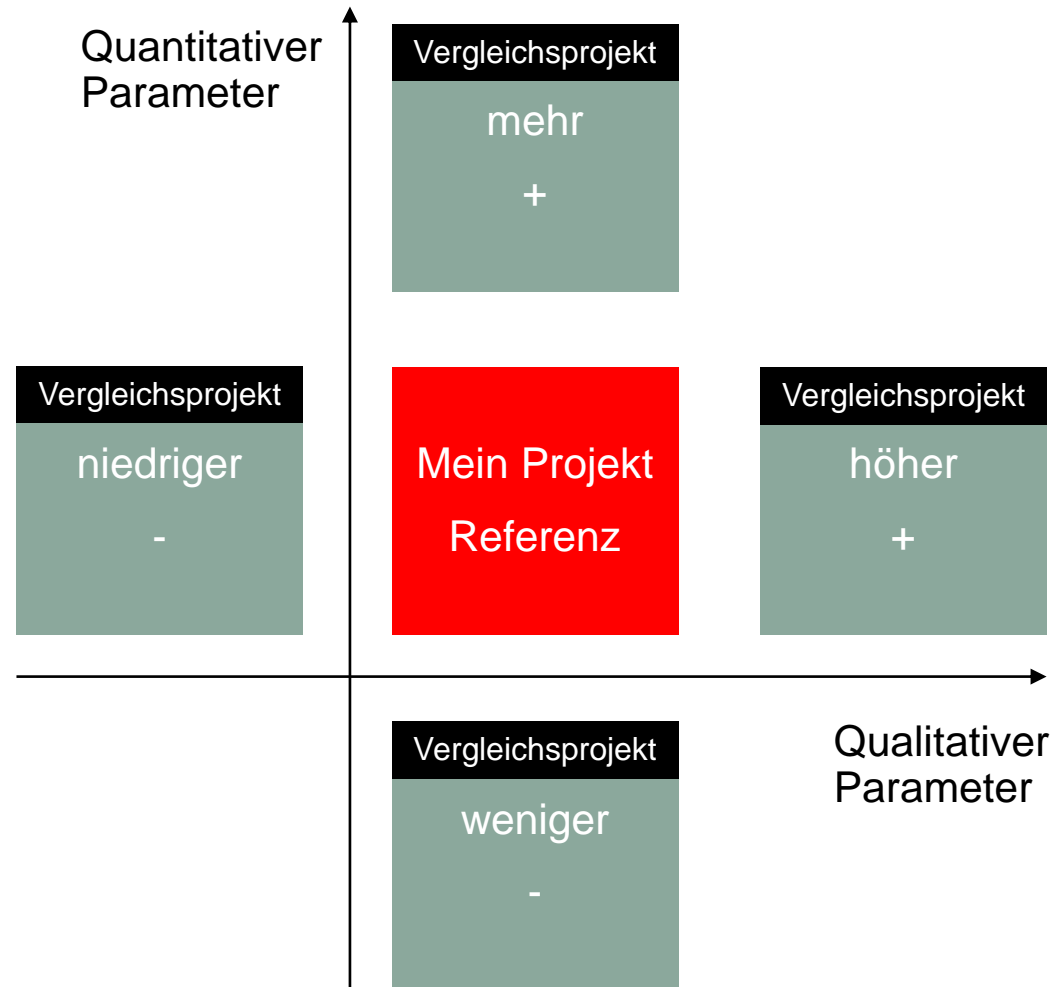 Quantitativer
Parameter
Vergleichsprojekt
mehr
+
Vergleichsprojekt
niedriger
-
Mein Projekt
Referenz
Vergleichsprojekt
höher
+
Vergleichsprojekt
weniger
-
Qualitativer
Parameter